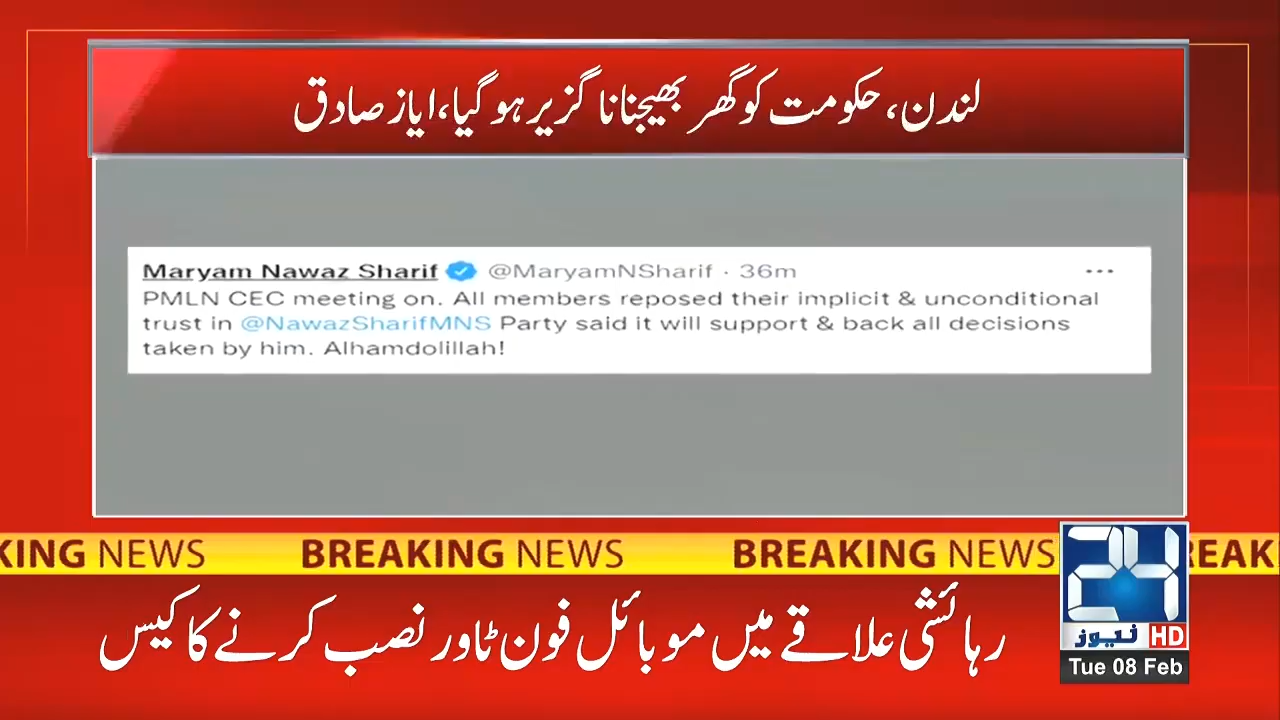 لندن، حکومت کو گھر بھیجنا ناگزیر ہوگیا، ایاز صادق
Maryam Nawaz Sharif @MaryamNSharif · 36m
PMLN CEC meeting on. All members reposed their implicit & unconditional
trust in @NawazSharifMNS Party said it will support & back all decisions
taken by him. Alhamdolillah!
KING NEWS BREAKING NEWS BREAKING NEWS REAK
رہائشی علاقے میں موبائل فون ٹاور نصب کرنے کا کیس
24
نیوز HD
Tue 08 Feb